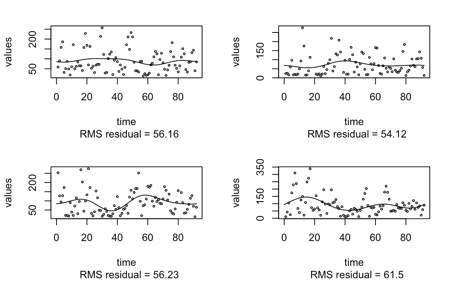 values
50
150
200
0 20 40 60 80
time
RMS residual = 56.16
values
0
50
150
0 20 40 60 80
time
RMS residual = 54.12
values
50
150
200
0 20 40 60 80
time
RMS residual = 56.23
values
0
150
350
0 20 40 60 80
time
RMS residual = 61.5